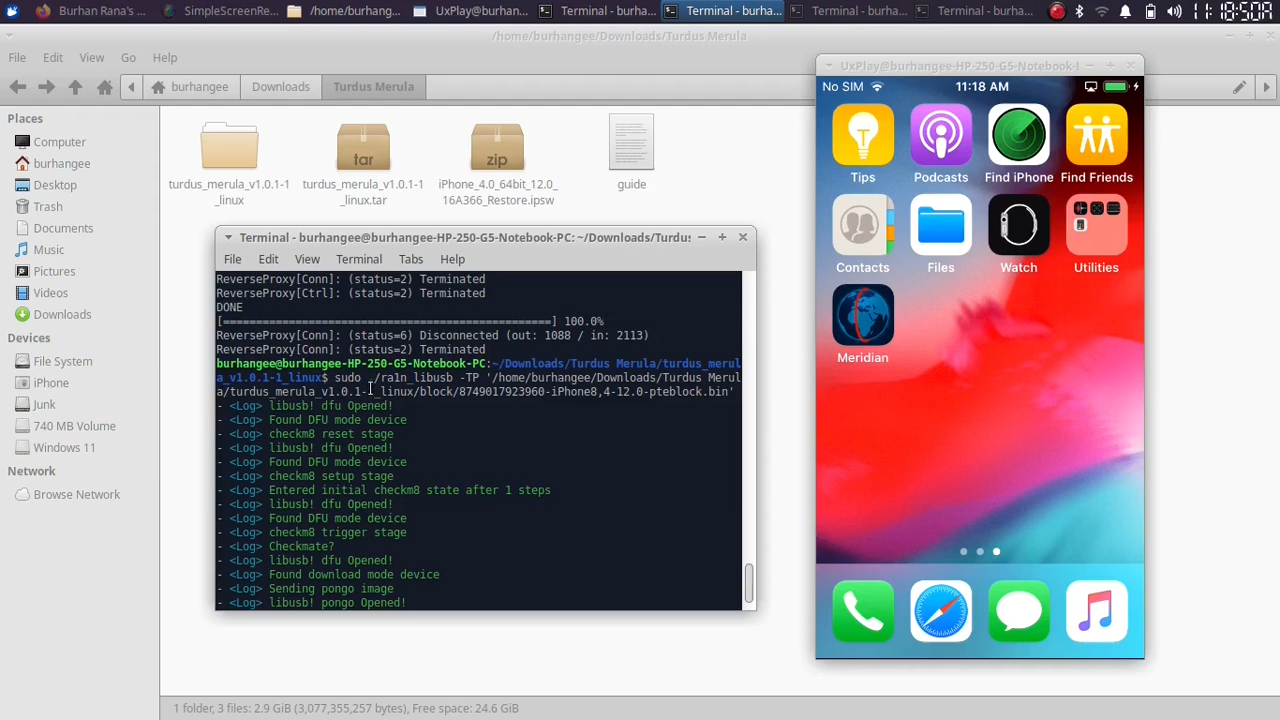 Burhan Rana's ...
SimpleScreenRe...
/home/burhang...
UxPlay@burhan...
Terminal - burha...
Terminal - burha...
Terminal - burha...
Terminal - burha...
/home/burhangee/Downloads/Turdus Merula
File Edit View Go Help
burhangee Downloads Turdus Merula
Places
Computer
burhangee
Desktop
Trash
Documents
Music
Pictures
Videos
Downloads
Devices
File System
iPhone
Junk
740 MB Volume
Windows 11
Network
Browse Network
turdus_merula_v1.0.1-1
_linux
tar
turdus_merula_v1.0.1-1
_linux.tar
zip
iPhone_4.0_64bit_12.0_
16A366_Restore.ipsw
guide
Terminal - burhangee@burhangee-HP-250-G5-Notebook-PC: ~/Downloads/Turdus
File Edit View Terminal Tabs Help
ReverseProxy[Conn]: (status=2) Terminated
ReverseProxy[Ctrl]: (status=2) Terminated
DONE
[==================================================] 100.0%
ReverseProxy[Conn]: (status=6) Disconnected (out: 1088 / in: 2113)
ReverseProxy[Conn]: (status=2) Terminated
burhangee@burhangee-HP-250-G5-Notebook-PC:~/Downloads/Turdus Merula/turdus_merul
a_v1.0.1-1_linux$ sudo ./ra1n_libusb -TP '/home/burhangee/Downloads/Turdus Merul
a/turdus_merula_v1.0.1-1_linux/block/8749017923960-iPhone8,4-12.0-pteblock.bin'
- <Log> libusb! dfu Opened!
- <Log> Found DFU mode device
- <Log> checkm8 reset stage
- <Log> libusb! dfu Opened!
- <Log> Found DFU mode device
- <Log> checkm8 setup stage
- <Log> Entered initial checkm8 state after 1 steps
- <Log> libusb! dfu Opened!
- <Log> Found DFU mode device
- <Log> checkm8 trigger stage
- <Log> Checkmate?
- <Log> libusb! dfu Opened!
- <Log> Found download mode device
- <Log> Sending pongo image
- <Log> libusb! pongo Opened!
UxPlay@burhangee-HP-250-G5-Notebook-
No SIM 11:18 AM
Tips Podcasts Find iPhone Find Friends
Contacts Files Watch Utilities
Meridian
1 folder, 3 files: 2.9 GiB (3,077,355,257 bytes), Free space: 24.6 GiB